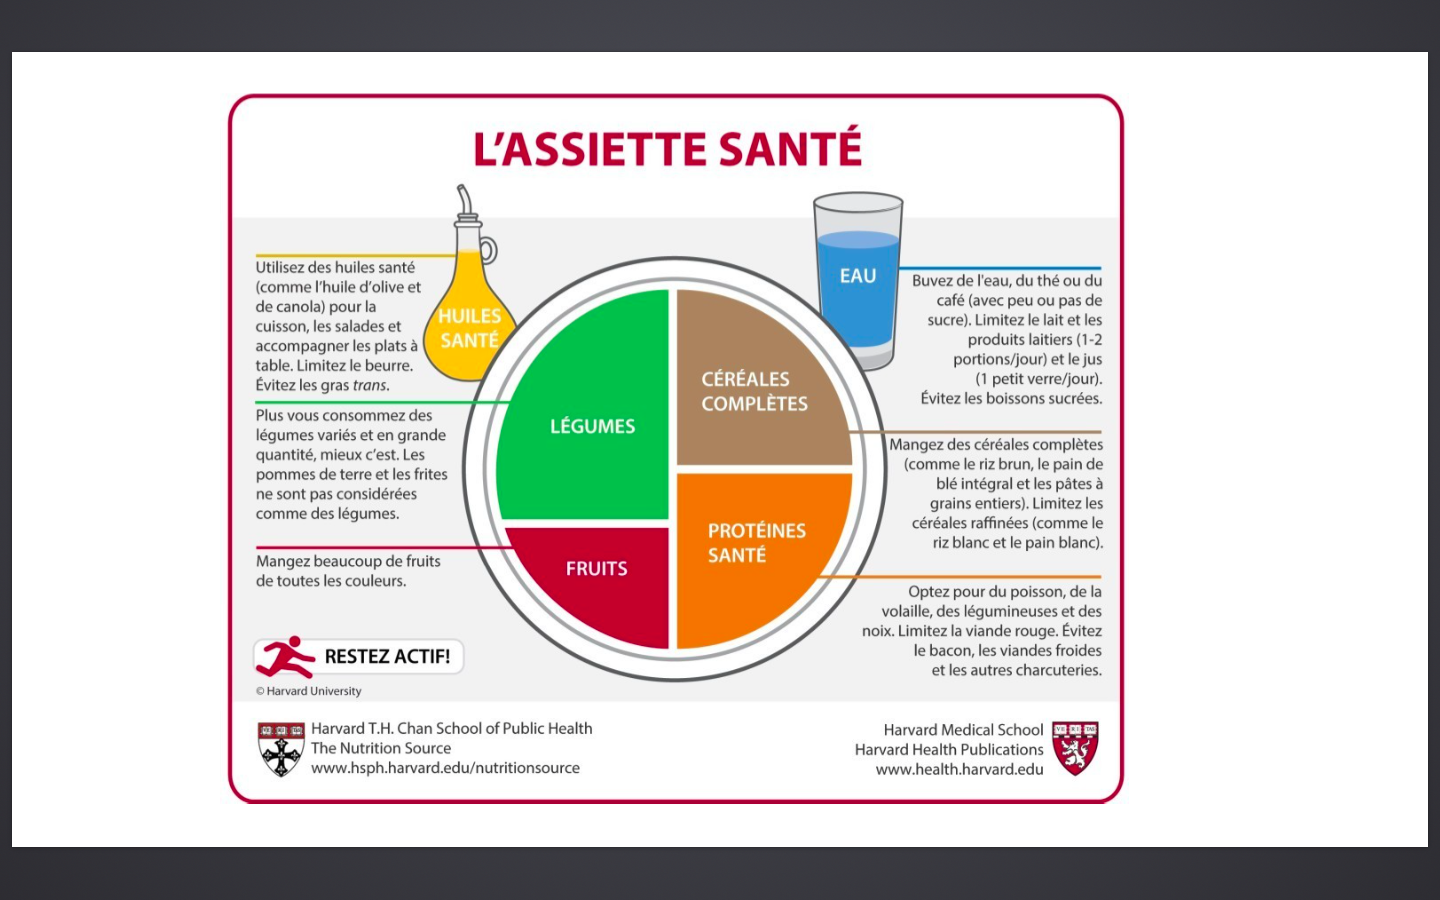 L’ASSIETTE SANTÉ
HUILES
SANTÉ
Utilisez des huiles santé
(comme l’huile d’olive et
de canola) pour la
cuisson, les salades et
accompagner les plats à
table. Limitez le beurre.
Évitez les gras trans.
Plus vous consommez des
légumes variés et en grande
quantité, mieux c’est. Les
pommes de terre et les frites
ne sont pas considérées
comme des légumes.
Mangez beaucoup de fruits
de toutes les couleurs.
LÉGUMES
FRUITS
CÉRÉALES
COMPLÈTES
PROTÉINES
SANTÉ
EAU
Buvez de l'eau, du thé ou du
café (avec peu ou pas de
sucre). Limitez le lait et les
produits laitiers (1-2
portions/jour) et le jus
(1 petit verre/jour).
Évitez les boissons sucrées.
Mangez des céréales complètes
(comme le riz brun, le pain de
blé intégral et les pâtes à
grains entiers). Limitez les
céréales raffinées (comme le
riz blanc et le pain blanc).
Optez pour du poisson, de la
volaille, des légumineuses et des
noix. Limitez la viande rouge. Évitez
le bacon, les viandes froides
et les autres charcuteries.
RESTEZ ACTIF!
© Harvard University
Harvard T.H. Chan School of Public Health
The Nutrition Source
www.hsph.harvard.edu/nutritionsource
Harvard Medical School
Harvard Health Publications
www.health.harvard.edu